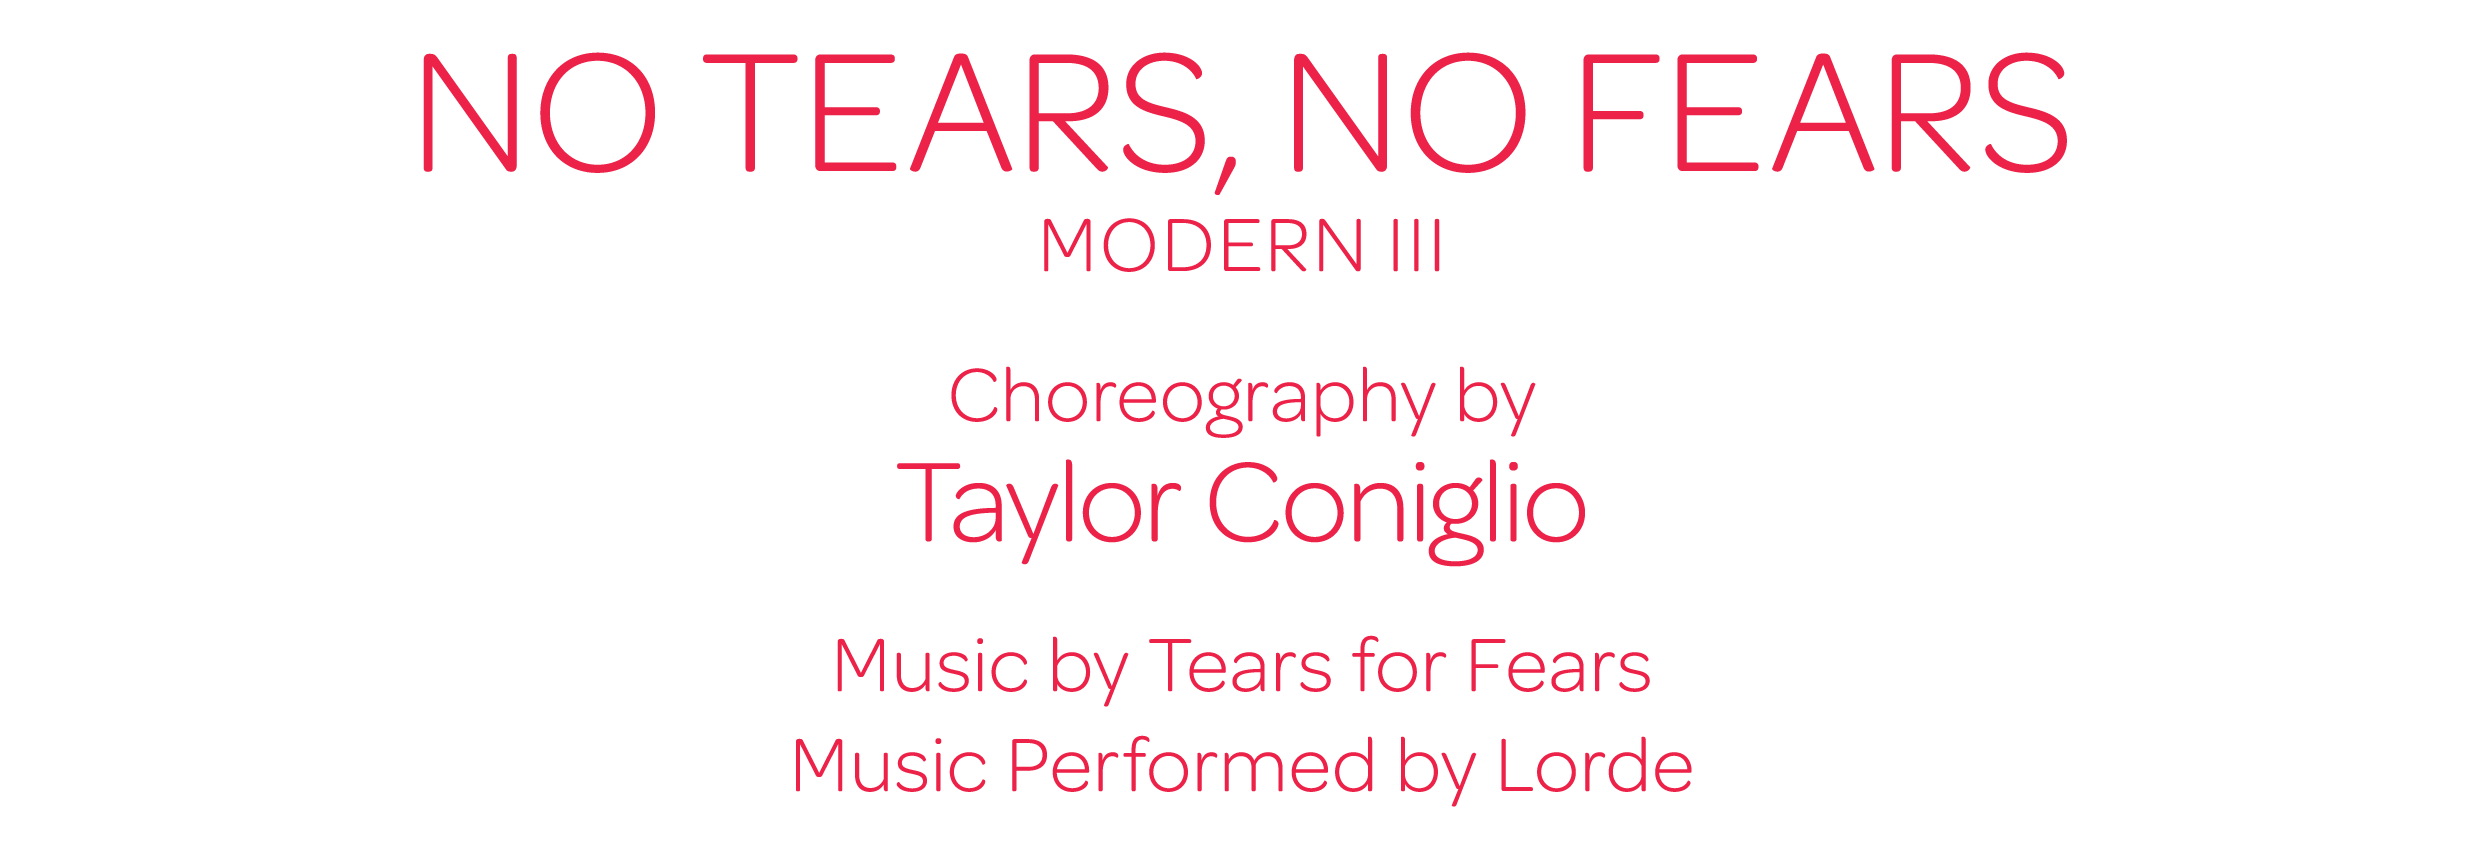 NO TEARS, NO FEARS
MODERN III
Choreography by
Taylor Coniglio
Music by Tears for Fears
Music Performed by Lorde